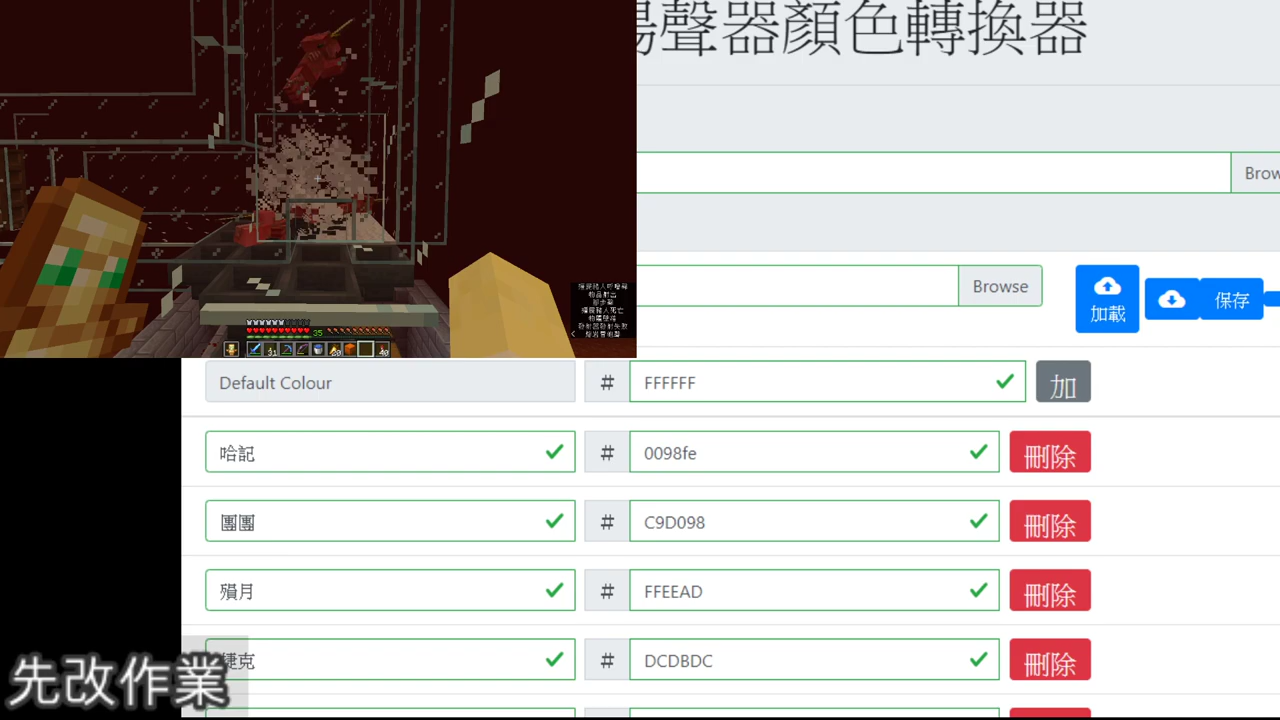 揚聲器顏色轉換器
Brow
Browse
加載
保存
Default Colour # FFFFFF 加
哈記 # 0098fe 刪除
團團 # C9D098 刪除
殞月 # FFEEAD 刪除
捷克 # DCDBDC 刪除
先改作業
35
31